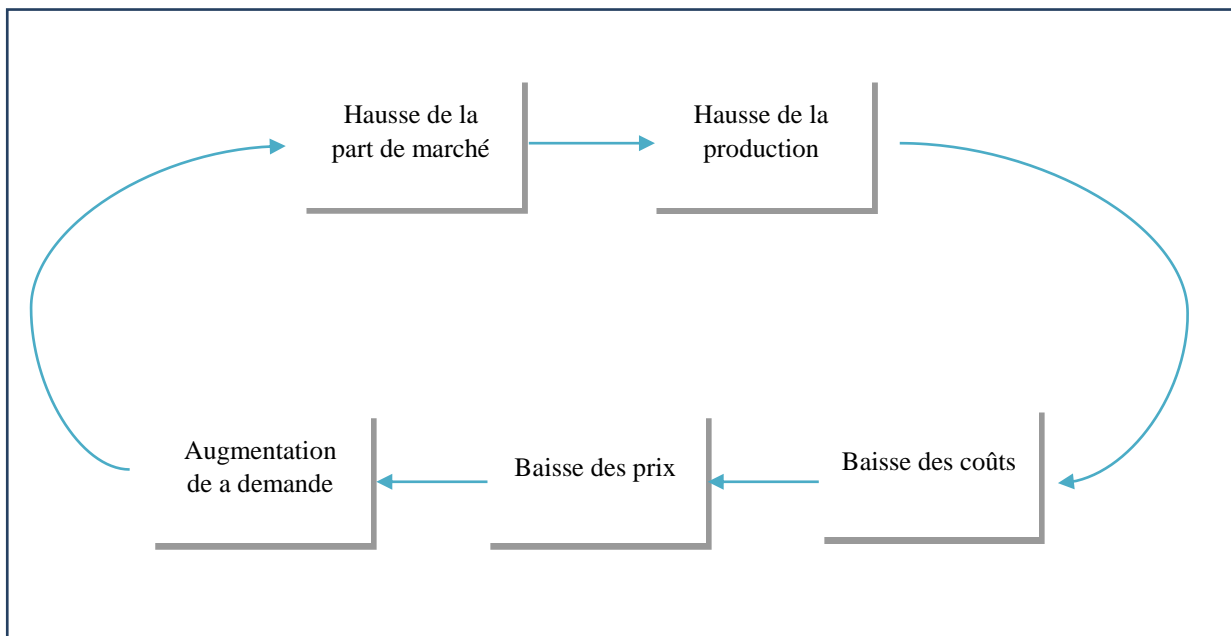 Hausse de la
part de marché
Hausse de la
production
Augmentation
de a demande
Baisse des prix
Baisse des coûts